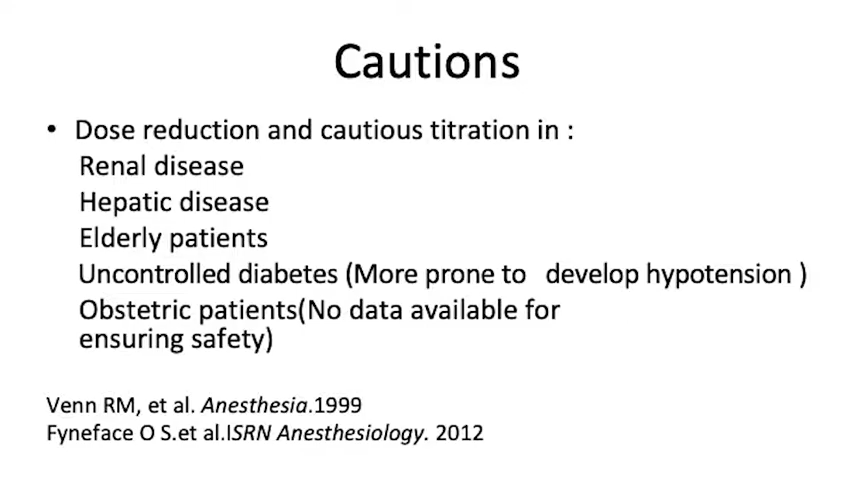 Cautions
• Dose reduction and cautious titration in :
Renal disease
Hepatic disease
Elderly patients
Uncontrolled diabetes (More prone to develop hypotension )
Obstetric patients(No data available for
ensuring safety)
Venn RM, et al. Anesthesia.1999
Fyneface O S.et al.ISRN Anesthesiology. 2012